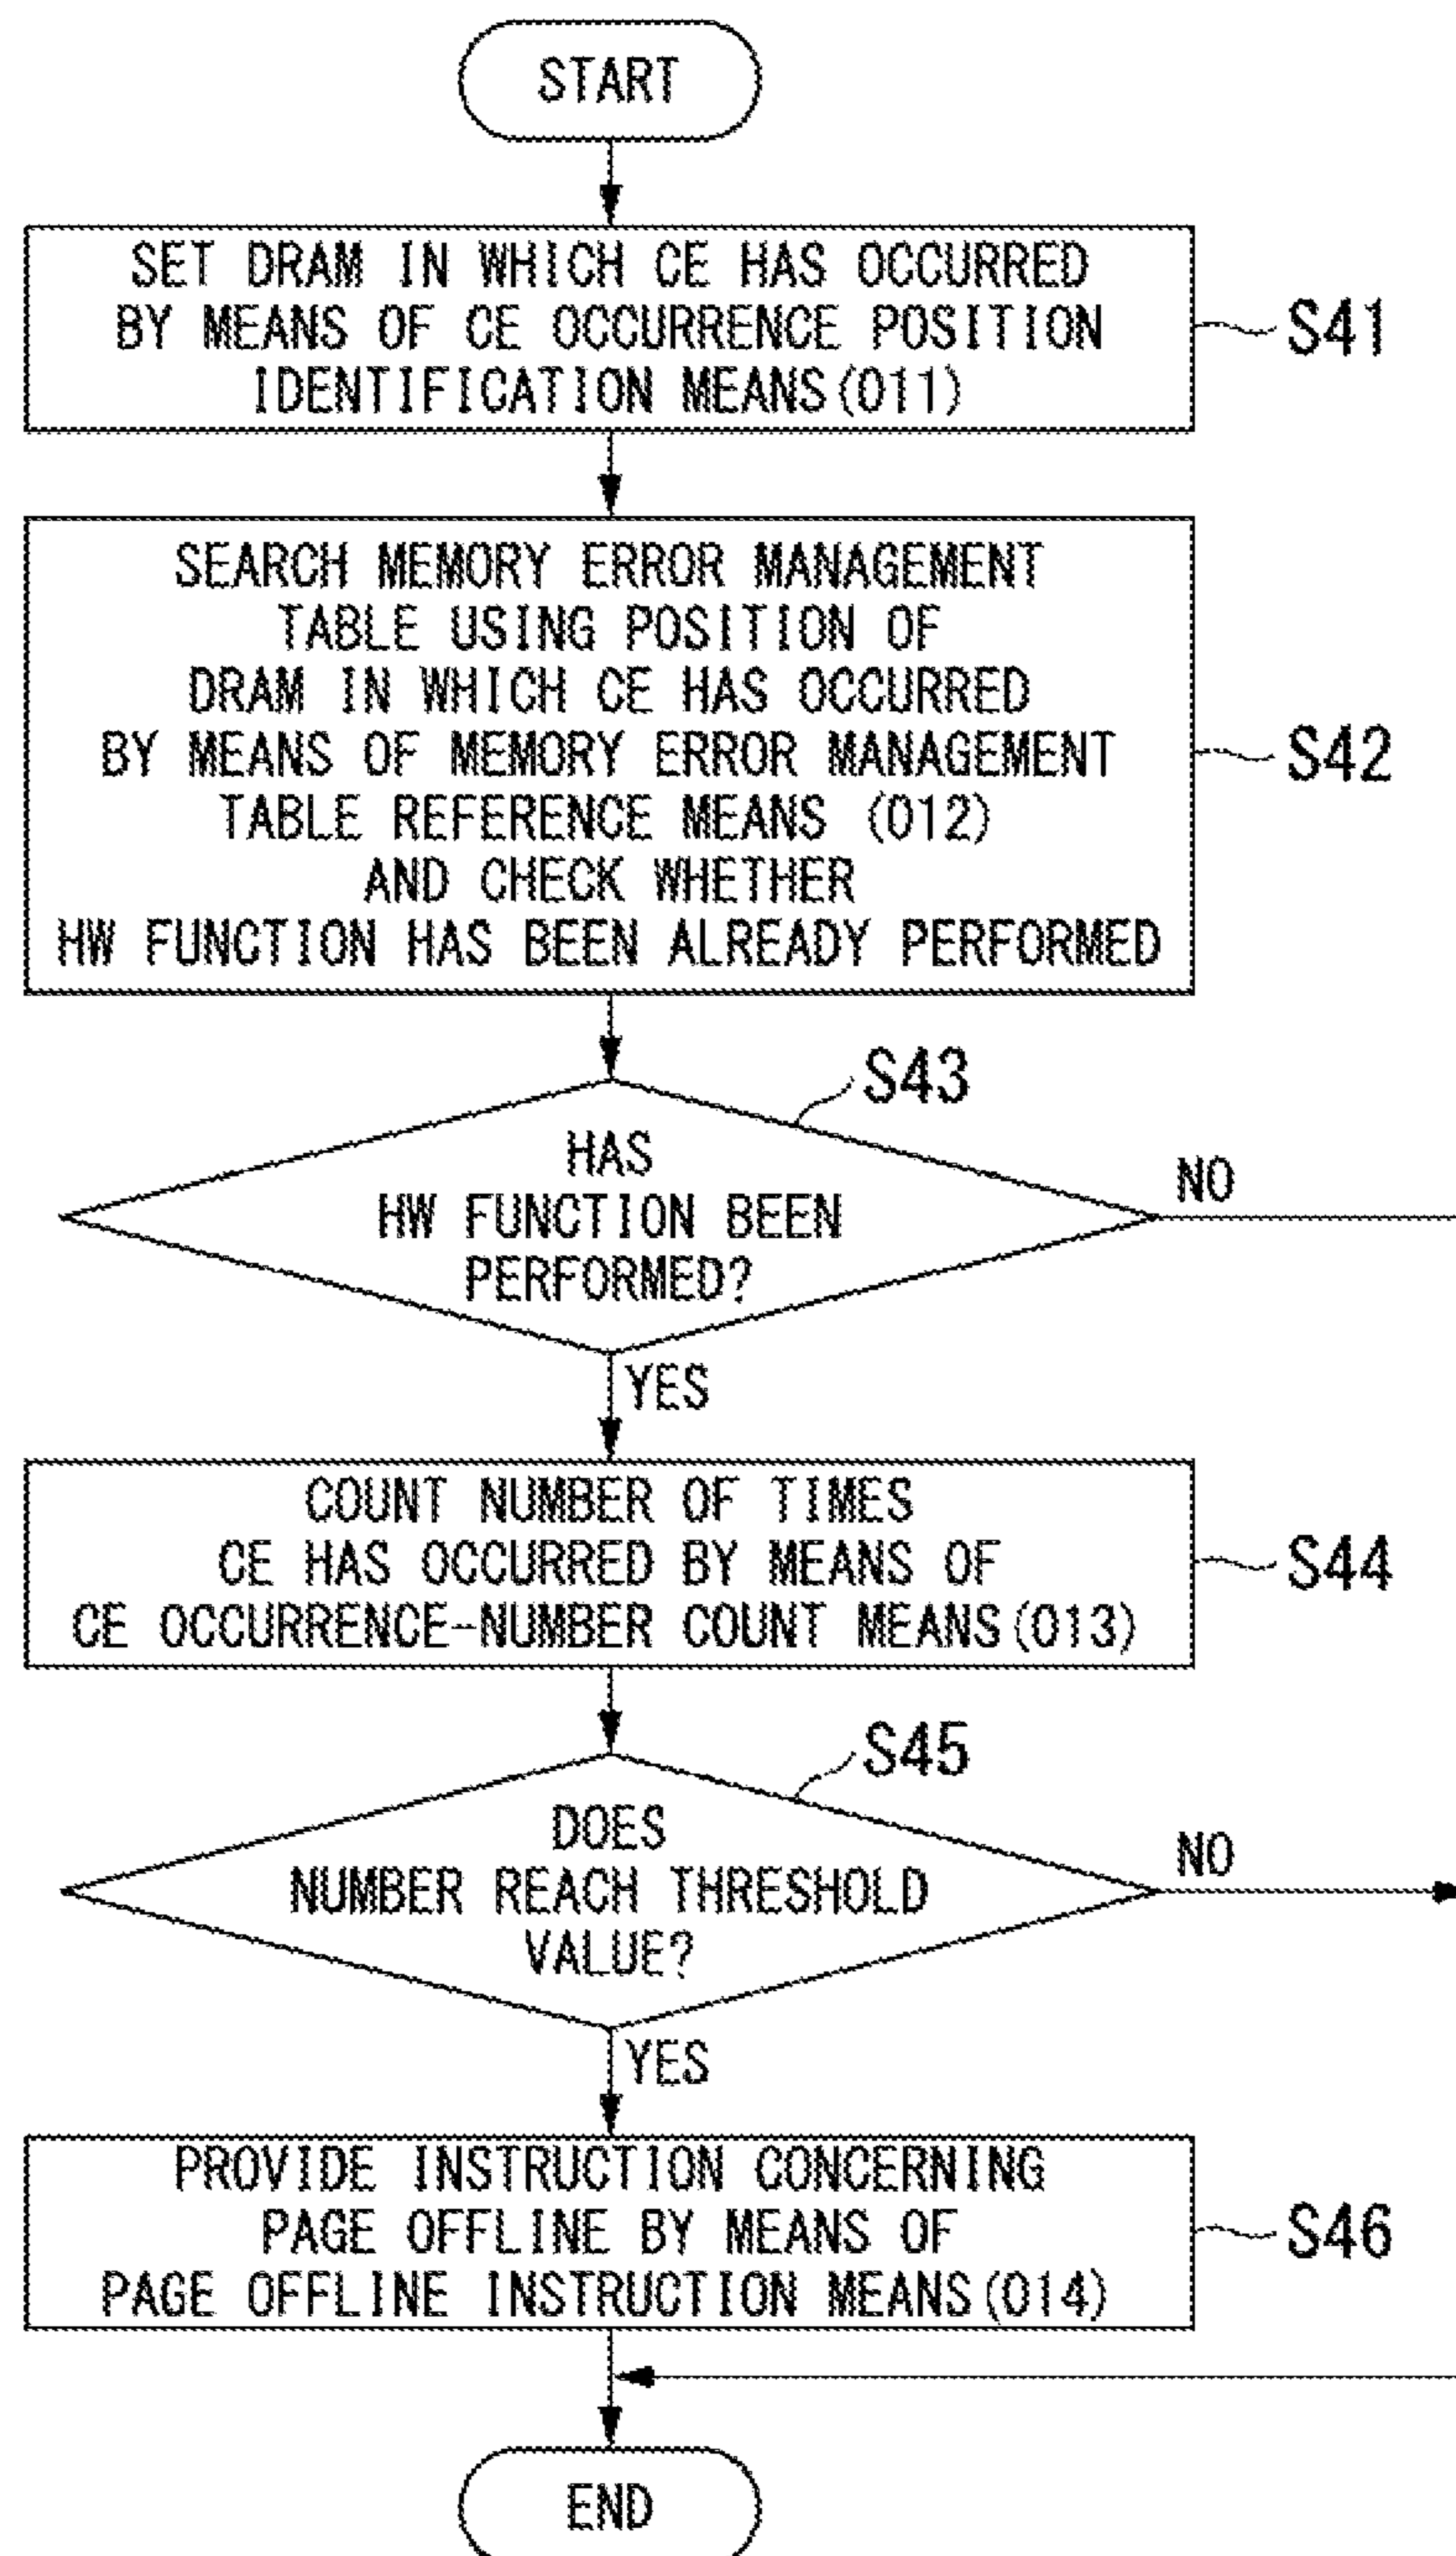 START
SET DRAM IN WHICH CE HAS OCCURRED
BY MEANS OF CE OCCURRENCE POSITION
IDENTIFICATION MEANS(011)
S41
SEARCH MEMORY ERROR MANAGEMENT
TABLE USING POSITION OF
DRAM IN WHICH CE HAS OCCURRED
BY MEANS OF MEMORY ERROR MANAGEMENT
TABLE REFERENCE MEANS (012)
AND CHECK WHETHER
HW FUNCTION HAS BEEN ALREADY PERFORMED
S42
S43
HAS
HW FUNCTION BEEN
PERFORMED?
NO
YES
COUNT NUMBER OF TIMES
CE HAS OCCURRED BY MEANS OF
CE OCCURRENCE-NUMBER COUNT MEANS(013)
S44
S45
DOES
NUMBER REACH THRESHOLD
VALUE?
NO
YES
PROVIDE INSTRUCTION CONCERNING
PAGE OFFLINE BY MEANS OF
PAGE OFFLINE INSTRUCTION MEANS(014)
S46
END